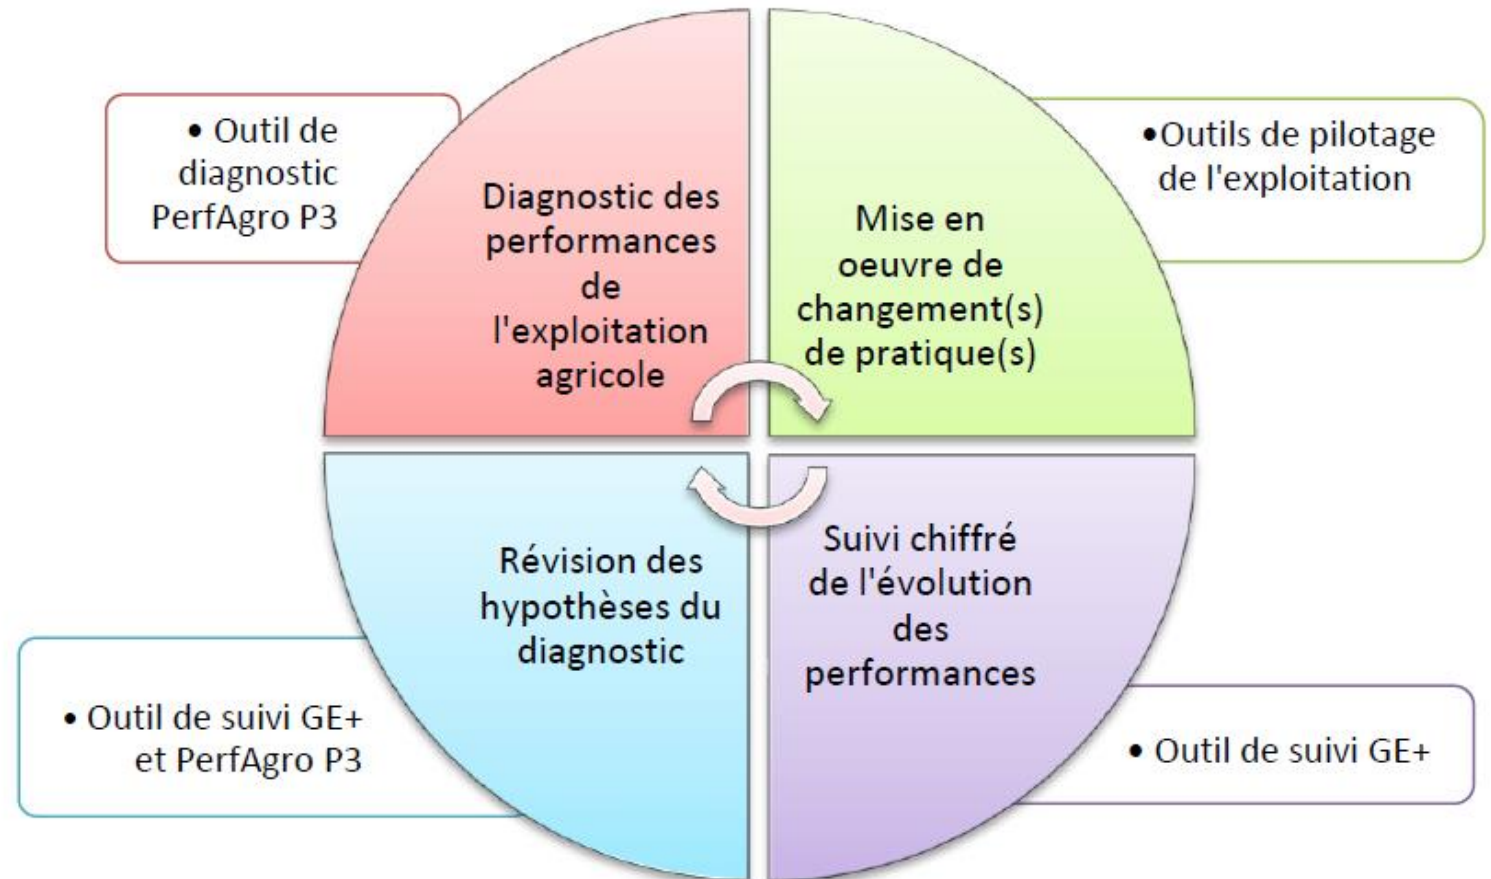 • Outil de
diagnostic
PerfAgro P3
Diagnostic des
performances
de
l'exploitation
agricole
Mise en
oeuvre de
changement(s)
de pratique(s)
•Outils de pilotage
de l'exploitation
• Outil de suivi GE+
et PerfAgro P3
Révision des
hypothèses du
diagnostic
Suivi chiffré
de l'évolution
des
performances
• Outil de suivi GE+